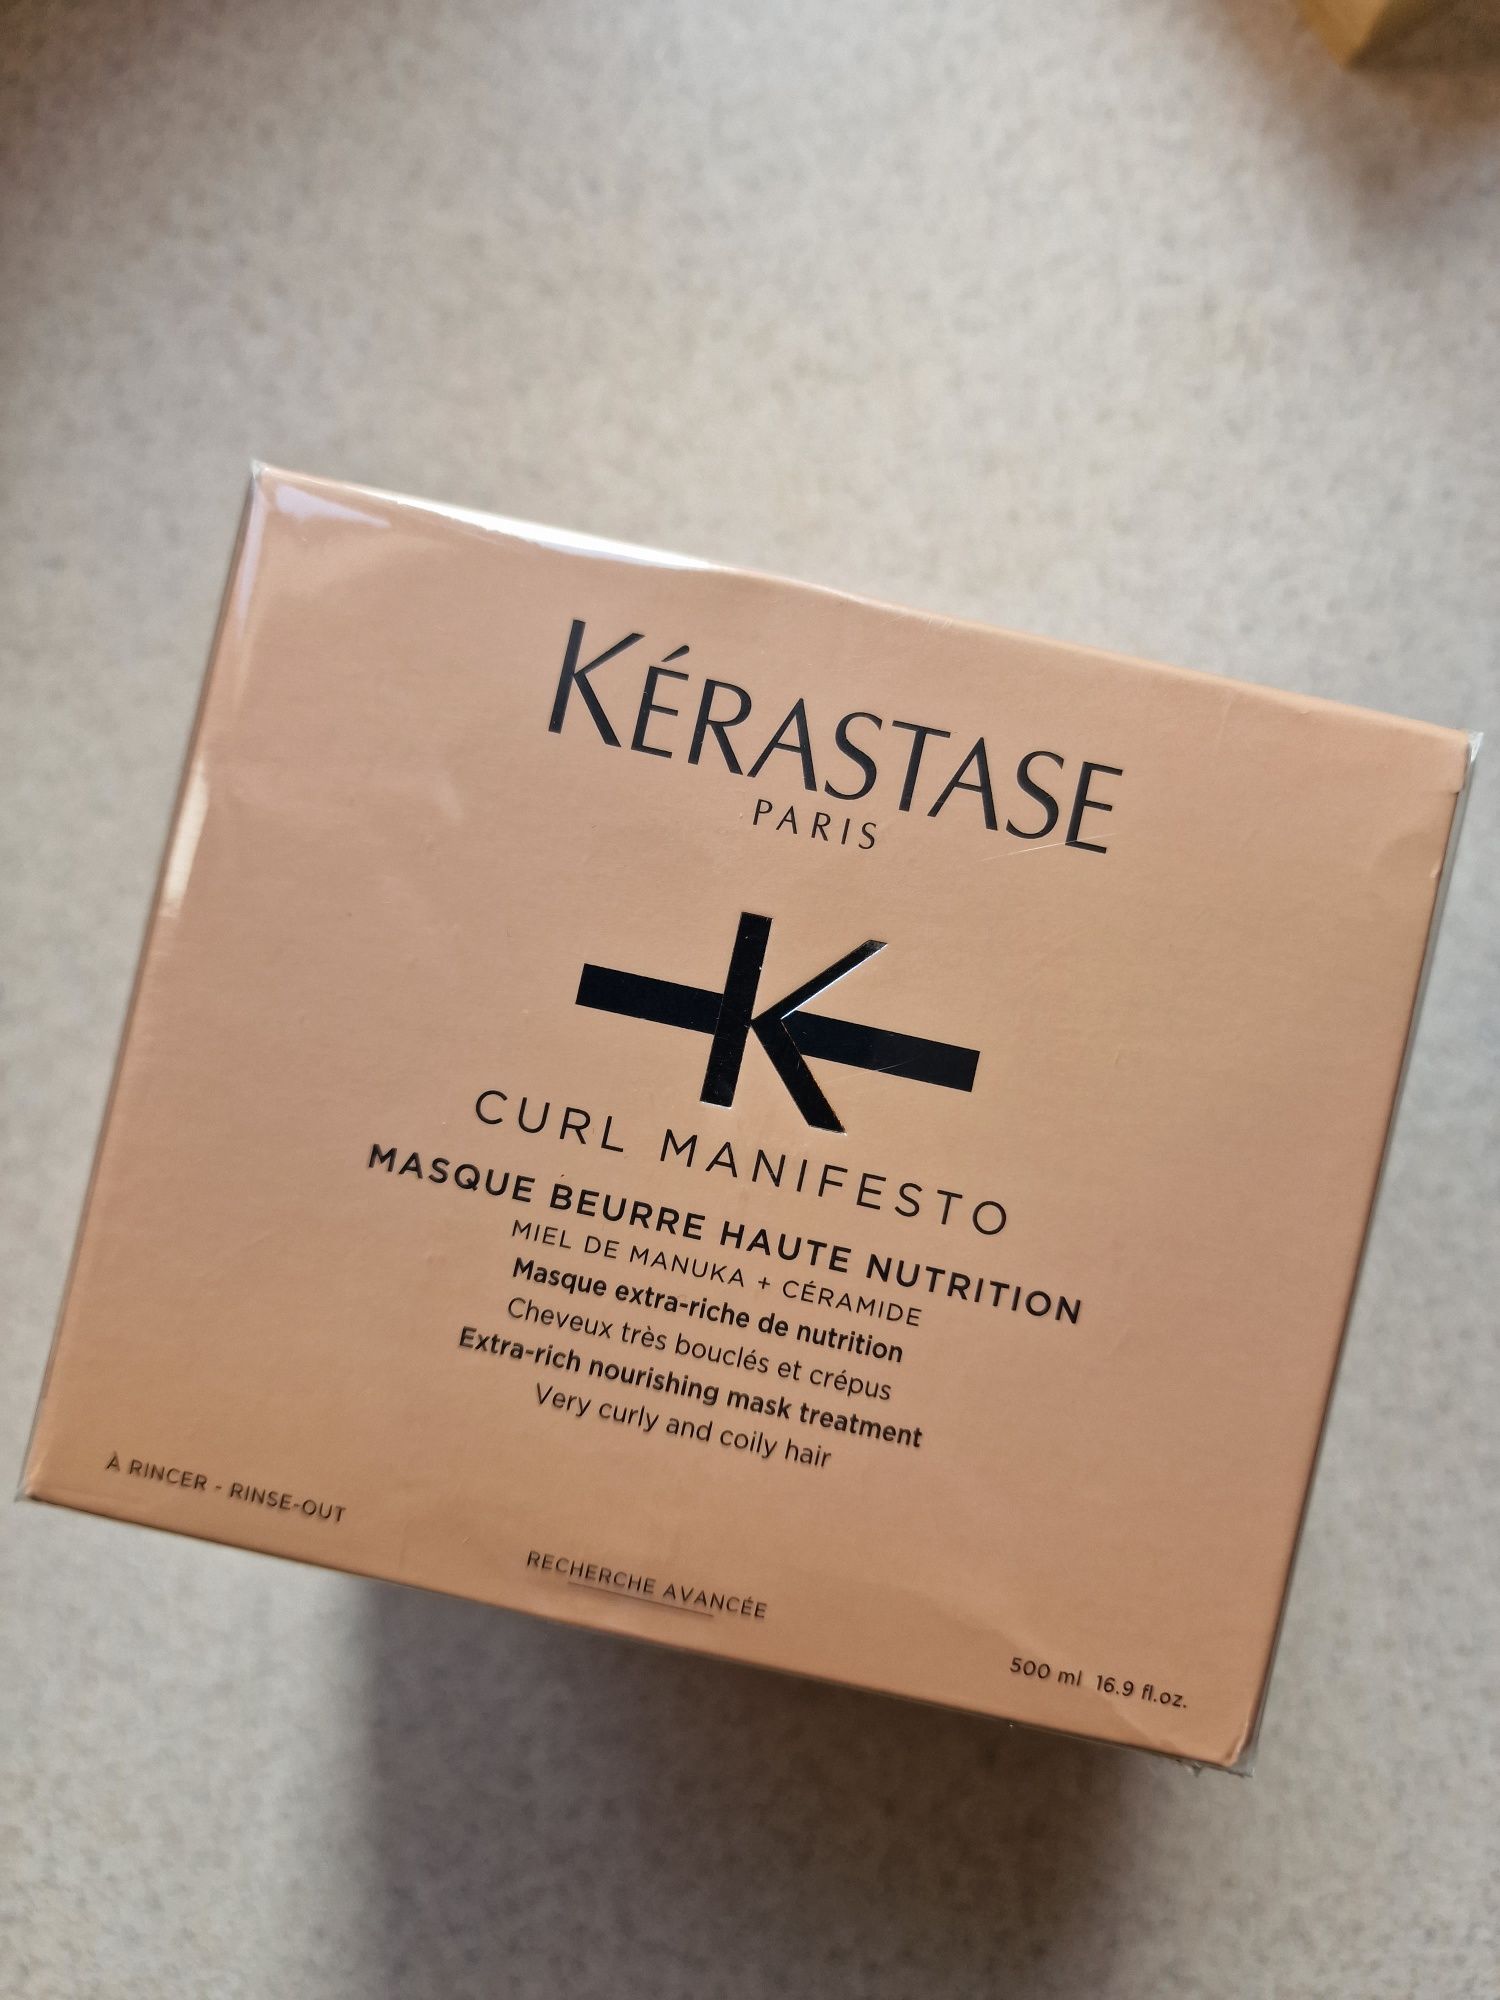 KÉRASTASE
PARIS
K
CURL MANIFESTO
MASQUE BEURRE HAUTE NUTRITION
MIEL DE MANUKA + CÉRAMIDE
Masque extra-riche de nutrition
Cheveux très bouclés et crépus
Extra-rich nourishing mask treatment
Very curly and coily hair
À RINCER - RINSE-OUT
RECHERCHE AVANCÉE
500 ml 16.9 fl.oz.